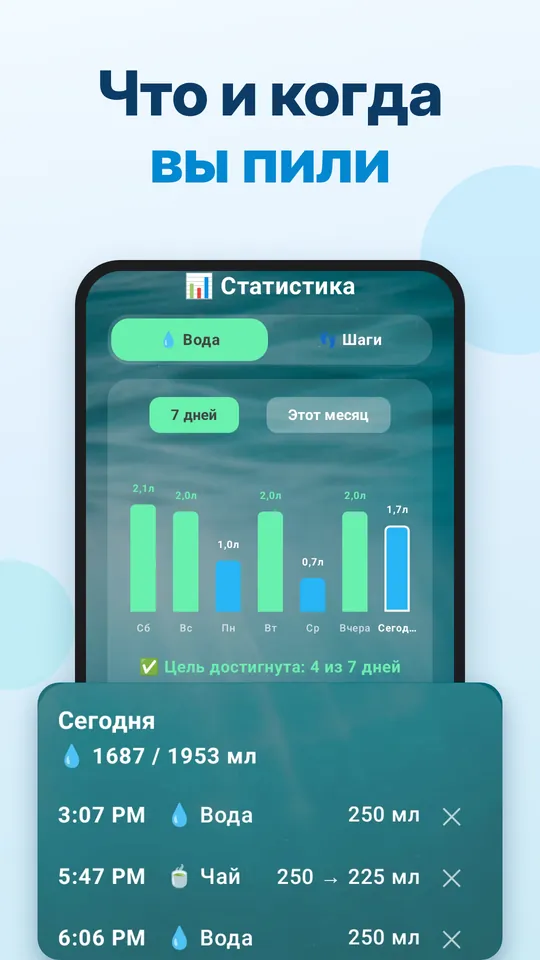 Что и когда
вы пили
Статистика
Вода
Шаги
7 дней
Этот месяц
2,1л 2,0л 1,0л 2,0л 0,7л 2,0л 1,7л
Сб Вс Пн Вт Ср Вчера Сегод...
✅ Цель достигнута: 4 из 7 дней
Сегодня
1687 / 1953 мл
3:07 PM Вода 250 мл ×
5:47 PM Чай 250 → 225 мл ×
6:06 PM Вода 250 мл ×